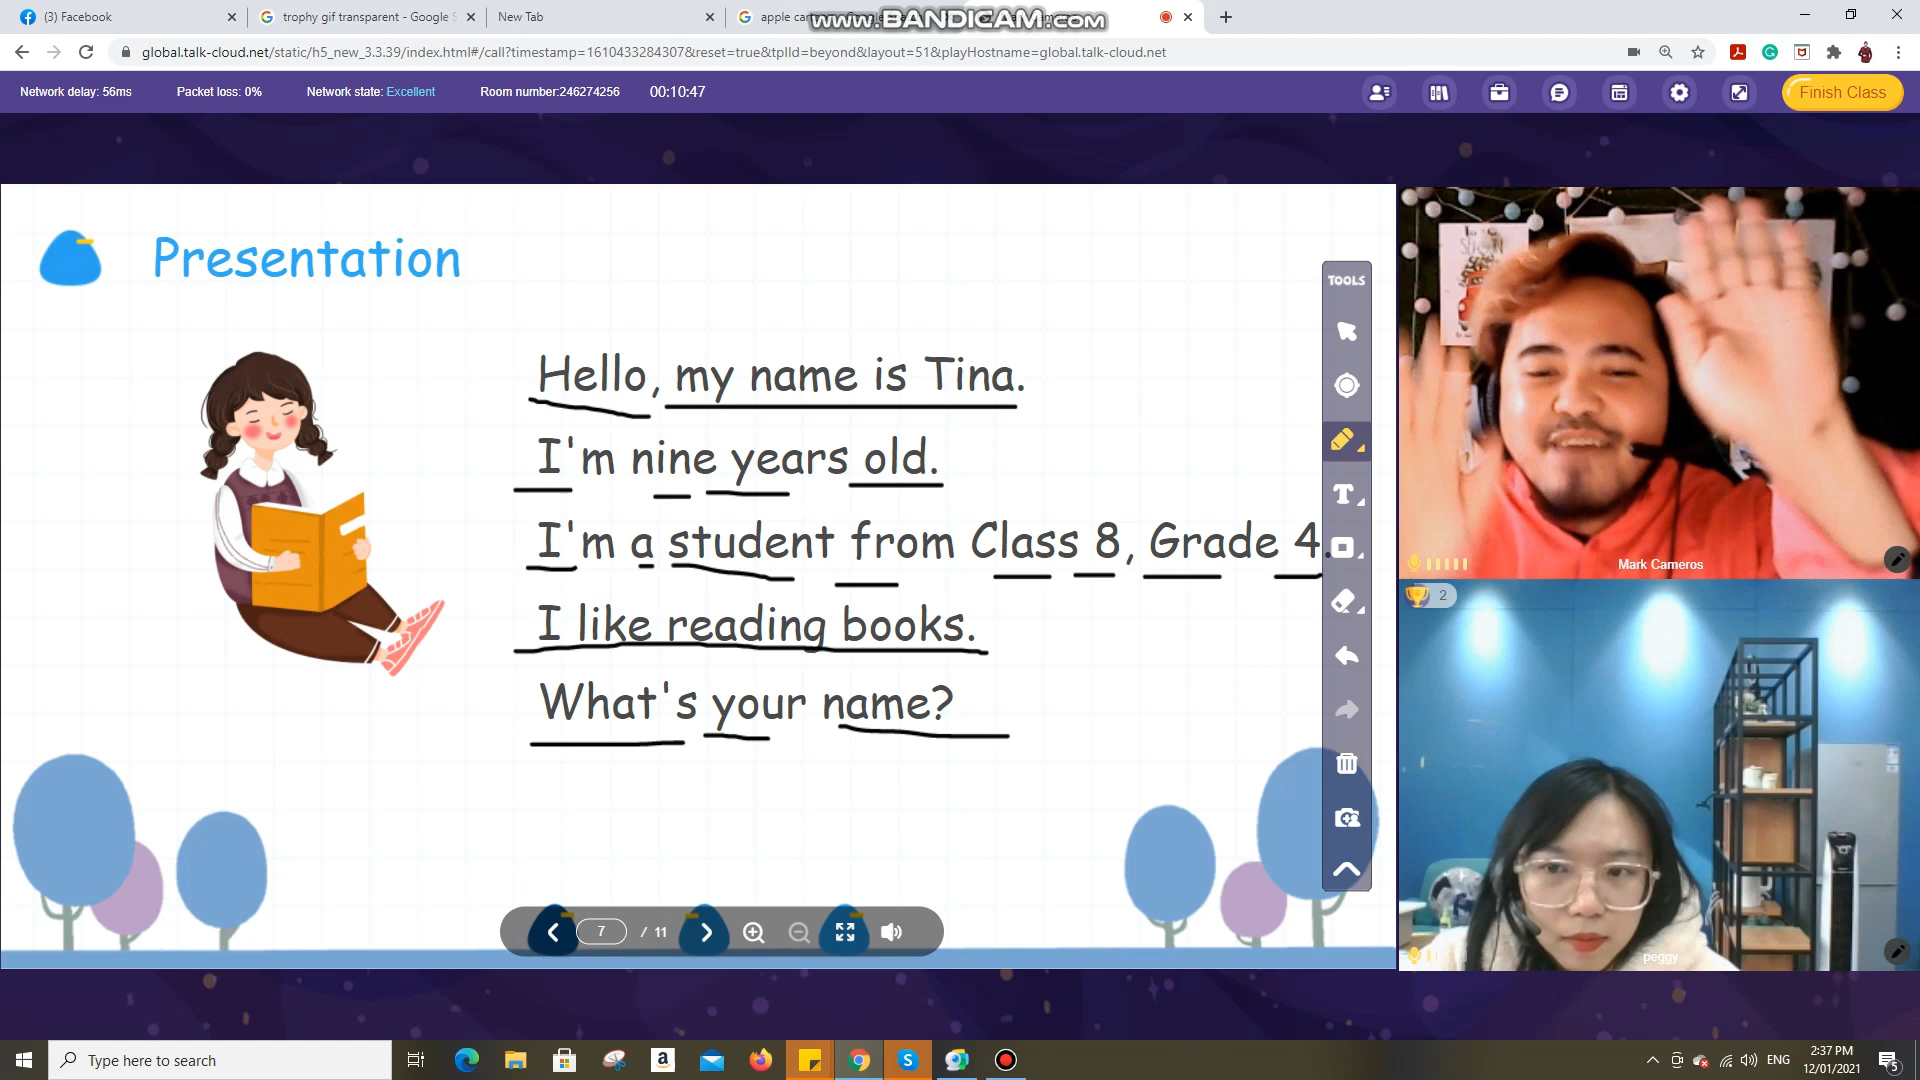 (3) Facebook
trophy gif transparent - Google S
New Tab
apple cart
www.BANDICAM.com
global.talk-cloud.net/static/h5_new_3.3.39/index.html#/call?timestamp=1610433284307&reset=true&tplId=beyond&layout=51&playHostname=global.talk-cloud.net
Network delay: 56ms Packet loss: 0% Network state: Excellent Room number:246274256 00:10:47 Finish Class
Presentation
TOOLS
Hello, my name is Tina.
I'm nine years old.
I'm a student from Class 8, Grade 4.
I like reading books.
What's your name?
T
Mark Cameros
2
7 / 11
peggy
Type here to search
a
S
ENG
2:37 PM
12/01/2021
5